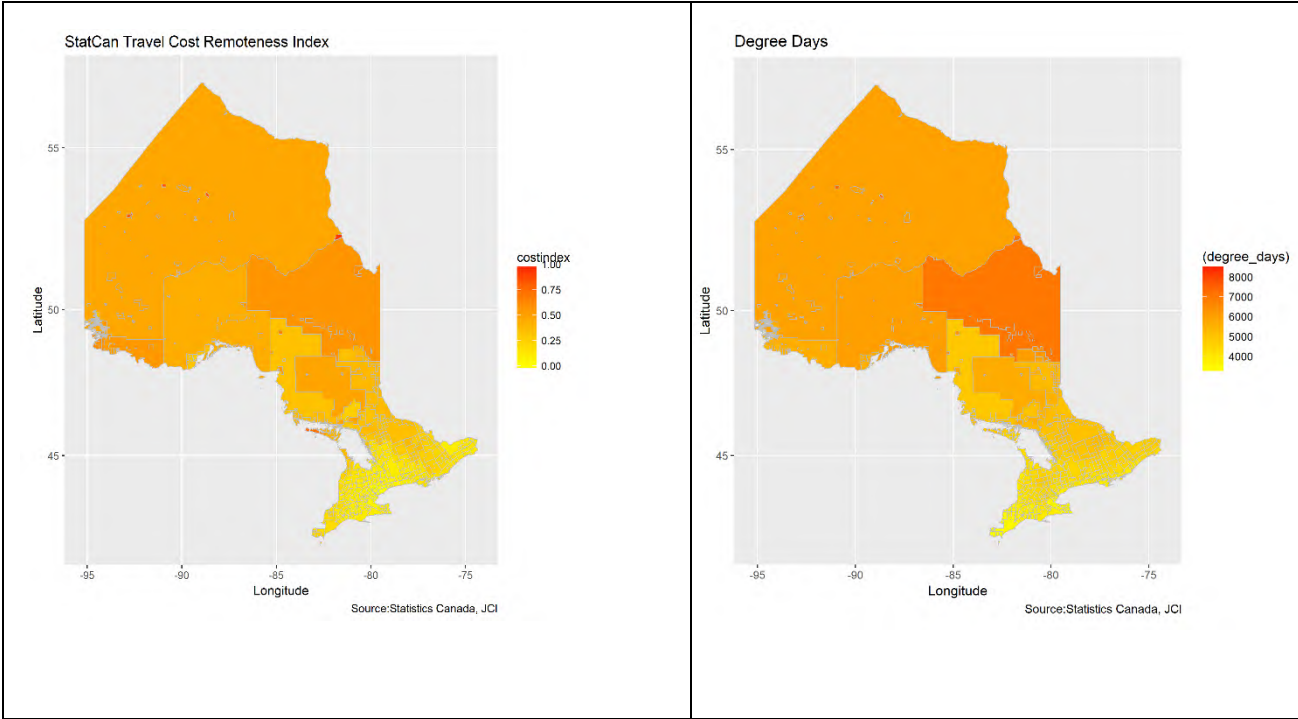 StatCan Travel Cost Remoteness Index
55
50
45
Latitude
-95
-90
-85
-80
-75
Longitude
costindex
1.00
0.75
0.50
0.25
0.00
Source:Statistics Canada, JCI
Degree Days
55
50
45
Latitude
-95
-90
-85
-80
-75
Longitude
(degree_days)
8000
7000
6000
5000
4000
Source:Statistics Canada, JCI